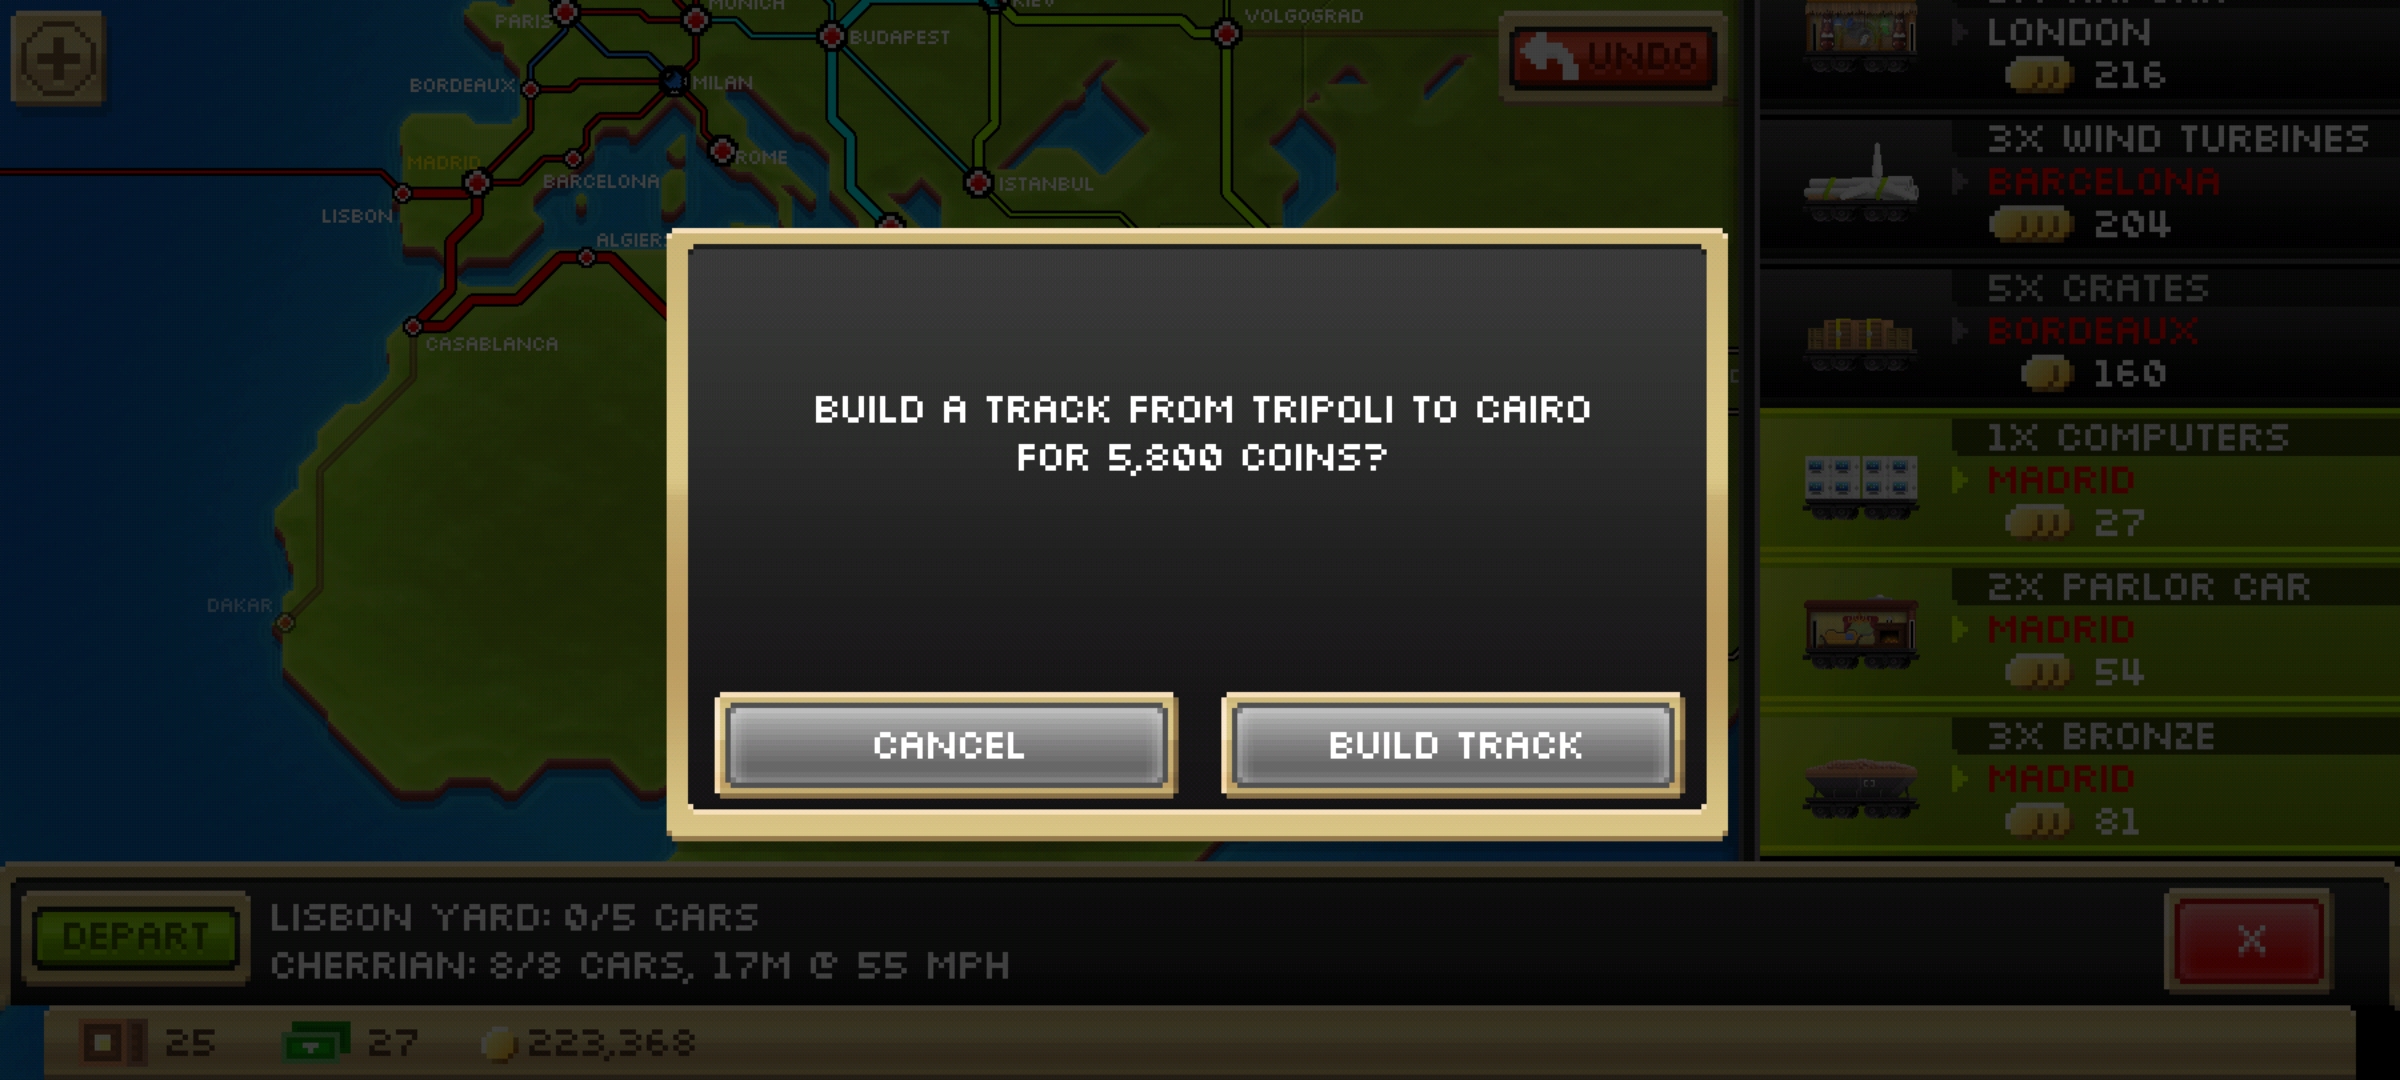 PARIS
MUNICH
KIEV
VOLGOGRAD
BUDAPEST
BORDEAUX
MILAN
MADRID
ROME
BARCELONA
ISTANBUL
LISBON
ALGIERS
CASABLANCA
DAKAR
UNDO
LONDON
216
3X WIND TURBINES
BARCELONA
204
5X CRATES
BORDEAUX
160
1X COMPUTERS
MADRID
27
2X PARLOR CAR
MADRID
54
3X BRONZE
MADRID
81
BUILD A TRACK FROM TRIPOLI TO CAIRO
FOR 5,800 COINS?
CANCEL
BUILD TRACK
DEPART
LISBON YARD: 0/5 CARS
CHERRIAN: 8/8 CARS, 17M @ 55 MPH
X
25
27
223,368